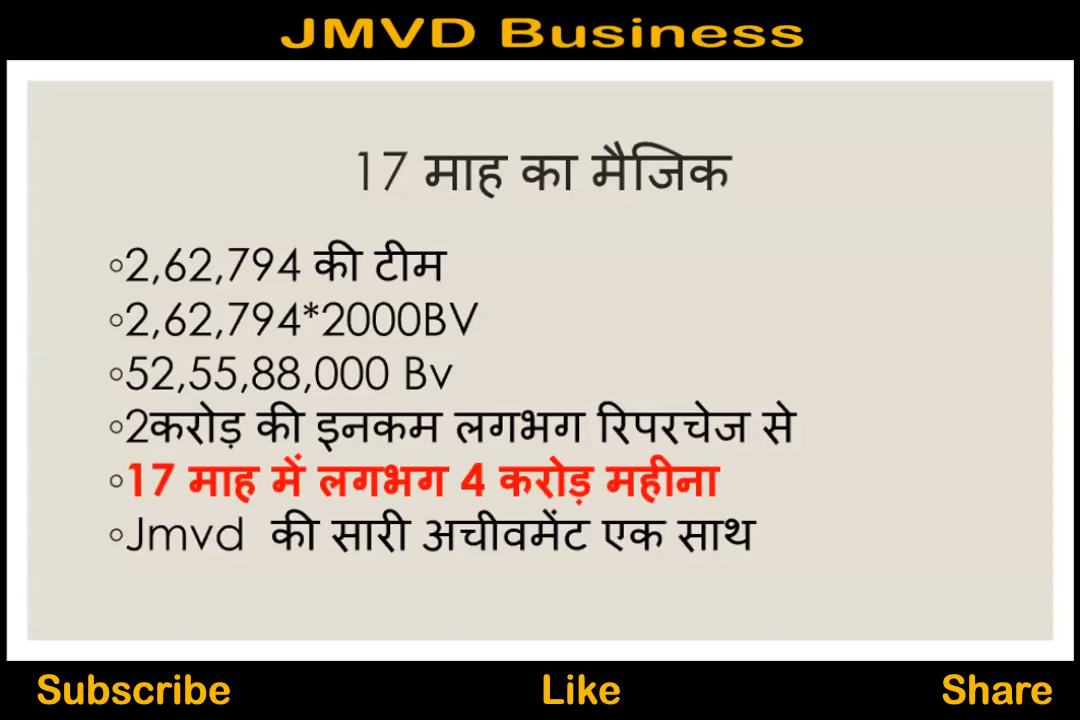 JMVD Business
17 माह का मैजिक
◦2,62,794 की टीम
◦2,62,794*2000BV
◦52,55,88,000 Bv
◦2करोड़ की इनकम लगभग रिपरचेज से
◦17 माह में लगभग 4 करोड़ महीना
◦Jmvd की सारी अचीवमेंट एक साथ
Subscribe Like Share